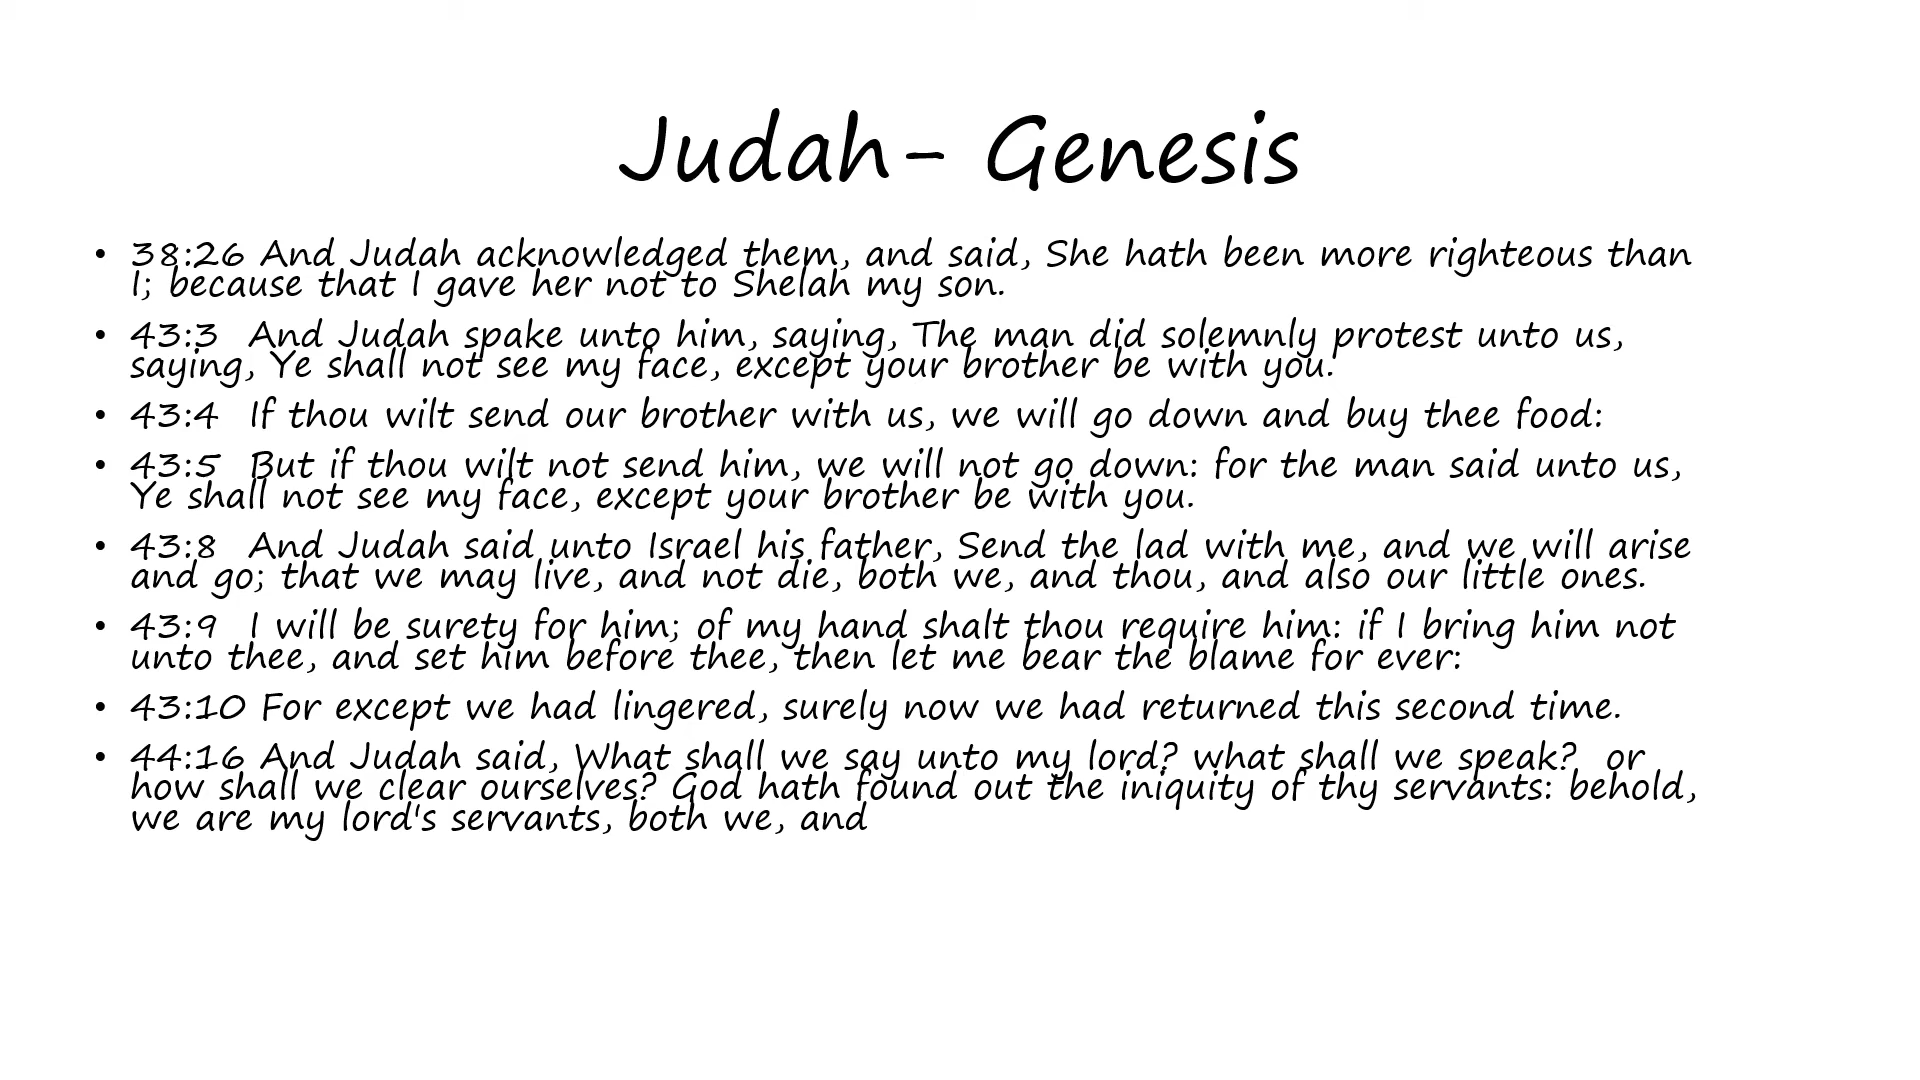 Judah- Genesis
• 38:26 And Judah acknowledged them, and said, She hath been more righteous than
I; because that I gave her not to Shelah my son.
• 43:3  And Judah spake unto him, saying, The man did solemnly protest unto us,
saying, Ye shall not see my face, except your brother be with you.
• 43:4  If thou wilt send our brother with us, we will go down and buy thee food:
• 43:5  But if thou wilt not send him, we will not go down: for the man said unto us,
Ye shall not see my face, except your brother be with you.
• 43:8  And Judah said unto Israel his father, Send the lad with me, and we will arise
and go; that we may live, and not die, both we, and thou, and also our little ones.
• 43:9  I will be surety for him; of my hand shalt thou require him: if I bring him not
unto thee, and set him before thee, then let me bear the blame for ever:
• 43:10 For except we had lingered, surely now we had returned this second time.
• 44:16 And Judah said, What shall we say unto my lord? what shall we speak?  or
how shall we clear ourselves? God hath found out the iniquity of thy servants: behold,
we are my lord's servants, both we, and